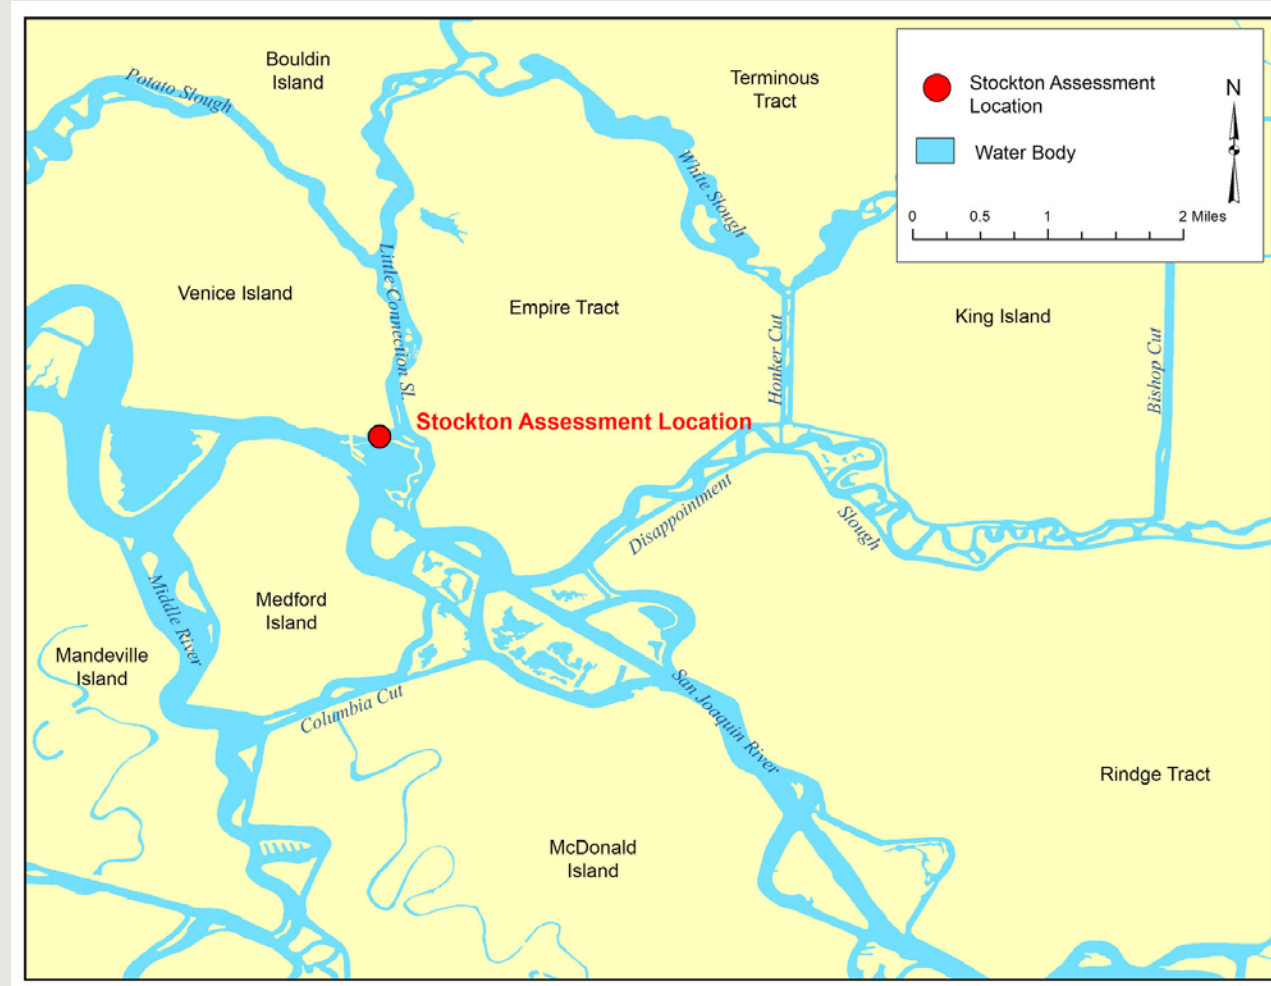 Bouldin
Island
Potato Slough
Terminous
Tract
Stockton Assessment
Location
N
Water Body
0 0.5 1 2 Miles
White Slough
Little Connection Sl.
Venice Island
Empire Tract
King Island
Honker Cut
Bishop Cut
Stockton Assessment Location
Disappointment
Slough
Middle River
Medford
Island
Mandeville
Island
Columbia Cut
San Joaquin River
Rindge Tract
McDonald
Island